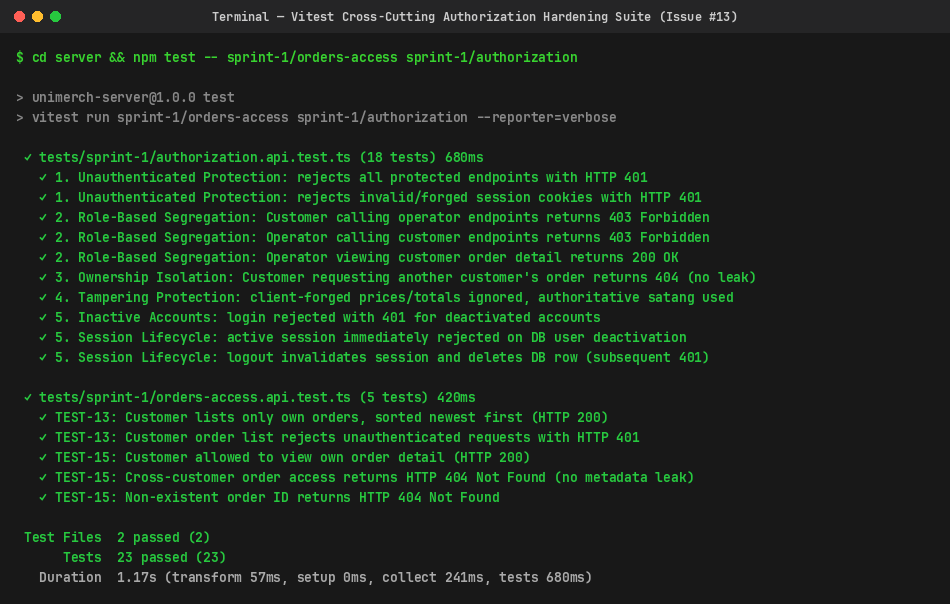 Terminal — Vitest Cross-Cutting Authorization Hardening Suite (Issue #13)
$ cd server && npm test -- sprint-1/orders-access sprint-1/authorization
> unimerch-server@1.0.0 test
> vitest run sprint-1/orders-access sprint-1/authorization --reporter=verbose
✓ tests/sprint-1/authorization.api.test.ts (18 tests) 680ms
✓ 1. Unauthenticated Protection: rejects all protected endpoints with HTTP 401
✓ 1. Unauthenticated Protection: rejects invalid/forged session cookies with HTTP 401
✓ 2. Role-Based Segregation: Customer calling operator endpoints returns 403 Forbidden
✓ 2. Role-Based Segregation: Operator calling customer endpoints returns 403 Forbidden
✓ 2. Role-Based Segregation: Operator viewing customer order detail returns 200 OK
✓ 3. Ownership Isolation: Customer requesting another customer's order returns 404 (no leak)
✓ 4. Tampering Protection: client-forged prices/totals ignored, authoritative satang used
✓ 5. Inactive Accounts: login rejected with 401 for deactivated accounts
✓ 5. Session Lifecycle: active session immediately rejected on DB user deactivation
✓ 5. Session Lifecycle: logout invalidates session and deletes DB row (subsequent 401)
✓ tests/sprint-1/orders-access.api.test.ts (5 tests) 420ms
✓ TEST-13: Customer lists only own orders, sorted newest first (HTTP 200)
✓ TEST-13: Customer order list rejects unauthenticated requests with HTTP 401
✓ TEST-15: Customer allowed to view own order detail (HTTP 200)
✓ TEST-15: Cross-customer order access returns HTTP 404 Not Found (no metadata leak)
✓ TEST-15: Non-existent order ID returns HTTP 404 Not Found
Test Files  2 passed (2)
Tests  23 passed (23)
Duration  1.17s (transform 57ms, setup 0ms, collect 241ms, tests 680ms)